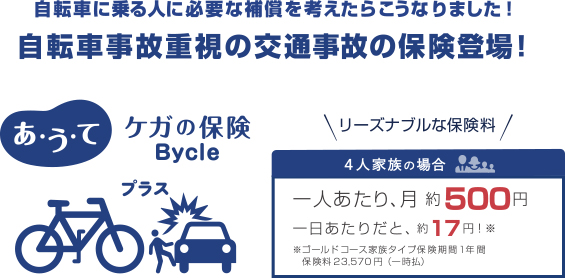 自転車に乗る人に必要な補償を考えたらこうなりました！
自転車事故重視の交通事故の保険登場！
あ・う・て
ケガの保険
Bycle
プラス
リーズナブルな保険料
4人家族の場合
一人あたり、月 約500円
一日あたりだと、約17円！※
※ゴールドコース家族タイプ保険期間1年間
保険料23,570円（一時払）